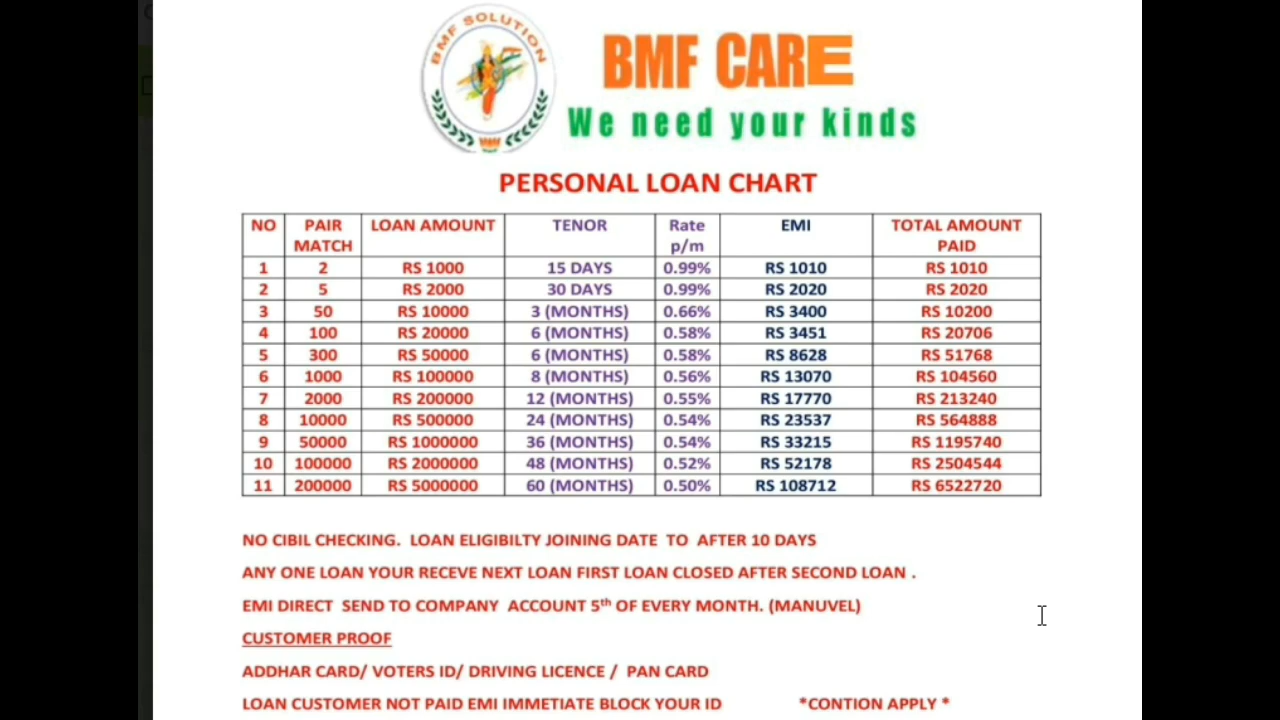 BMF SOLUTION
BMF CARE
We need your kinds
PERSONAL LOAN CHART
NO PAIR MATCH LOAN AMOUNT TENOR Rate p/m EMI TOTAL AMOUNT PAID
1 2 RS 1000 15 DAYS 0.99% RS 1010 RS 1010
2 5 RS 2000 30 DAYS 0.99% RS 2020 RS 2020
3 50 RS 10000 3 (MONTHS) 0.66% RS 3400 RS 10200
4 100 RS 20000 6 (MONTHS) 0.58% RS 3451 RS 20706
5 300 RS 50000 6 (MONTHS) 0.58% RS 8628 RS 51768
6 1000 RS 100000 8 (MONTHS) 0.56% RS 13070 RS 104560
7 2000 RS 200000 12 (MONTHS) 0.55% RS 17770 RS 213240
8 10000 RS 500000 24 (MONTHS) 0.54% RS 23537 RS 564888
9 50000 RS 1000000 36 (MONTHS) 0.54% RS 33215 RS 1195740
10 100000 RS 2000000 48 (MONTHS) 0.52% RS 52178 RS 2504544
11 200000 RS 5000000 60 (MONTHS) 0.50% RS 108712 RS 6522720
NO CIBIL CHECKING. LOAN ELIGIBILTY JOINING DATE TO AFTER 10 DAYS
ANY ONE LOAN YOUR RECEVE NEXT LOAN FIRST LOAN CLOSED AFTER SECOND LOAN .
EMI DIRECT SEND TO COMPANY ACCOUNT 5th OF EVERY MONTH. (MANUVEL)
CUSTOMER PROOF
ADDHAR CARD/ VOTERS ID/ DRIVING LICENCE / PAN CARD
LOAN CUSTOMER NOT PAID EMI IMMETIATE BLOCK YOUR ID *CONTION APPLY *